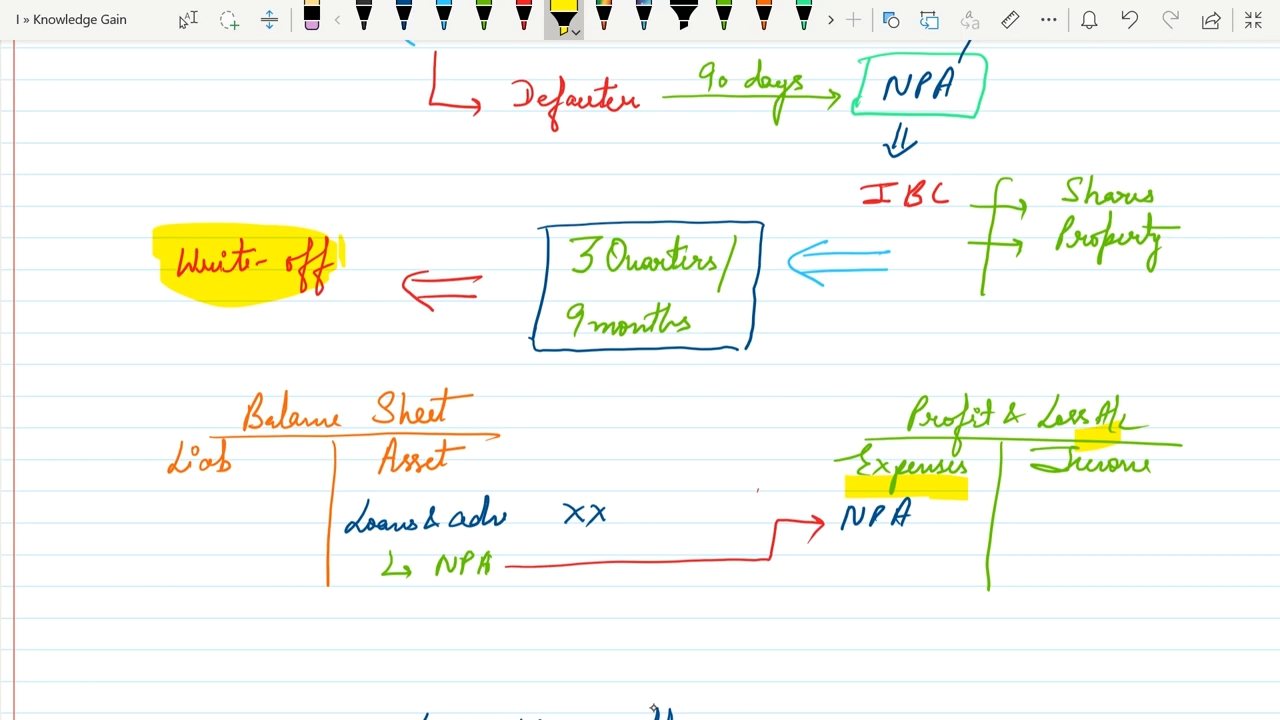 I » Knowledge Gain
Defaulter 90 days NPA
IBC Shares
Property
Write-off 3 Quarters/
9 months
Balance Sheet Profit & Loss A/c
Liab Asset Expenses Income
Loans & adv XX NPA
NPA